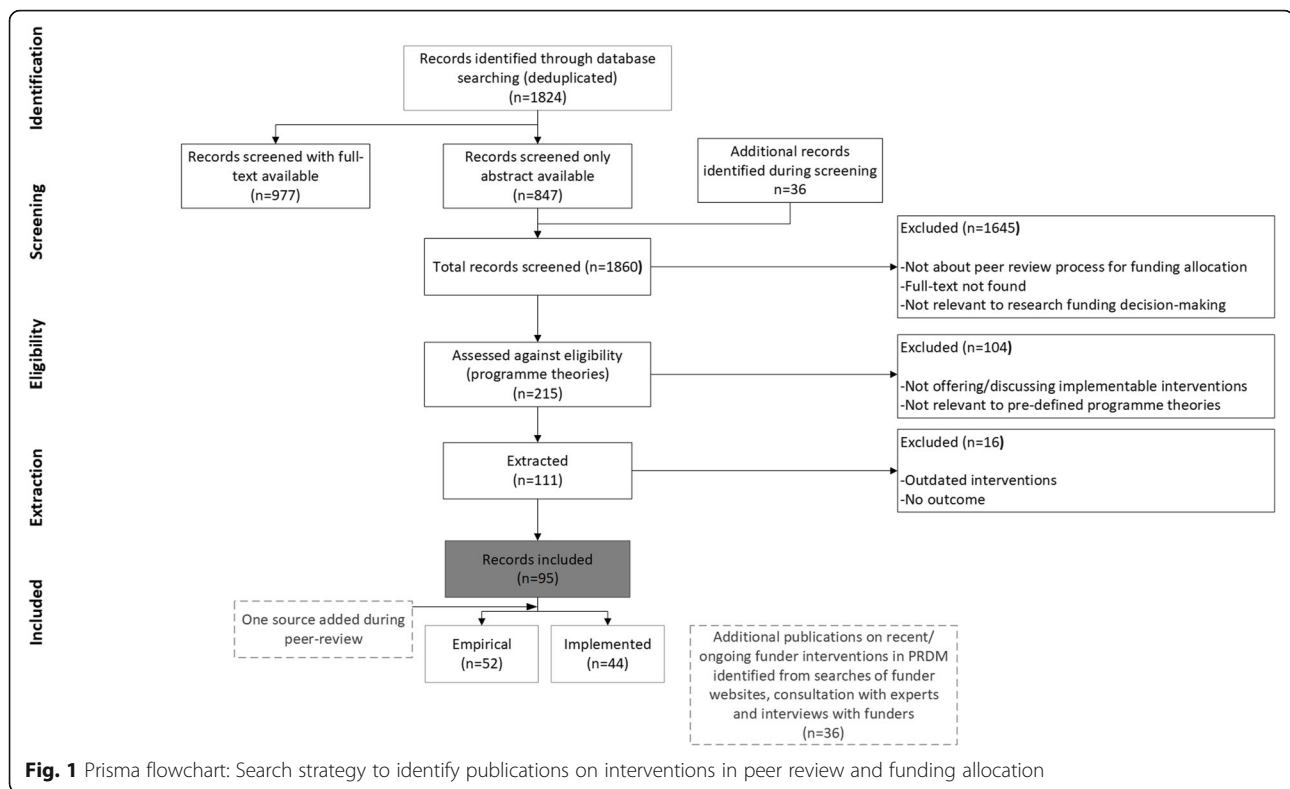 Identification
Records identified through database
searching (deduplicated)
(n=1824)
Screening
Records screened with full-
text available
(n=977)
Records screened only
abstract available
(n=847)
Additional records
identified during screening
n=36
Total records screened (n=1860)
Excluded (n=1645)
-Not about peer review process for funding allocation
-Full-text not found
-Not relevant to research funding decision-making
Eligibility
Assessed against eligibility
(programme theories)
(n=215)
Excluded (n=104)
-Not offering/discussing implementable interventions
-Not relevant to pre-defined programme theories
Extraction
Extracted
(n=111)
Excluded (n=16)
-Outdated interventions
-No outcome
Included
Records included
(n=95)
One source added during
peer-review
Empirical
(n=52)
Implemented
(n=44)
Additional publications on recent/
ongoing funder interventions in PRDM
identified from searches of funder
websites, consultation with experts
and interviews with funders
(n=36)
Fig. 1 Prisma flowchart: Search strategy to identify publications on interventions in peer review and funding allocation